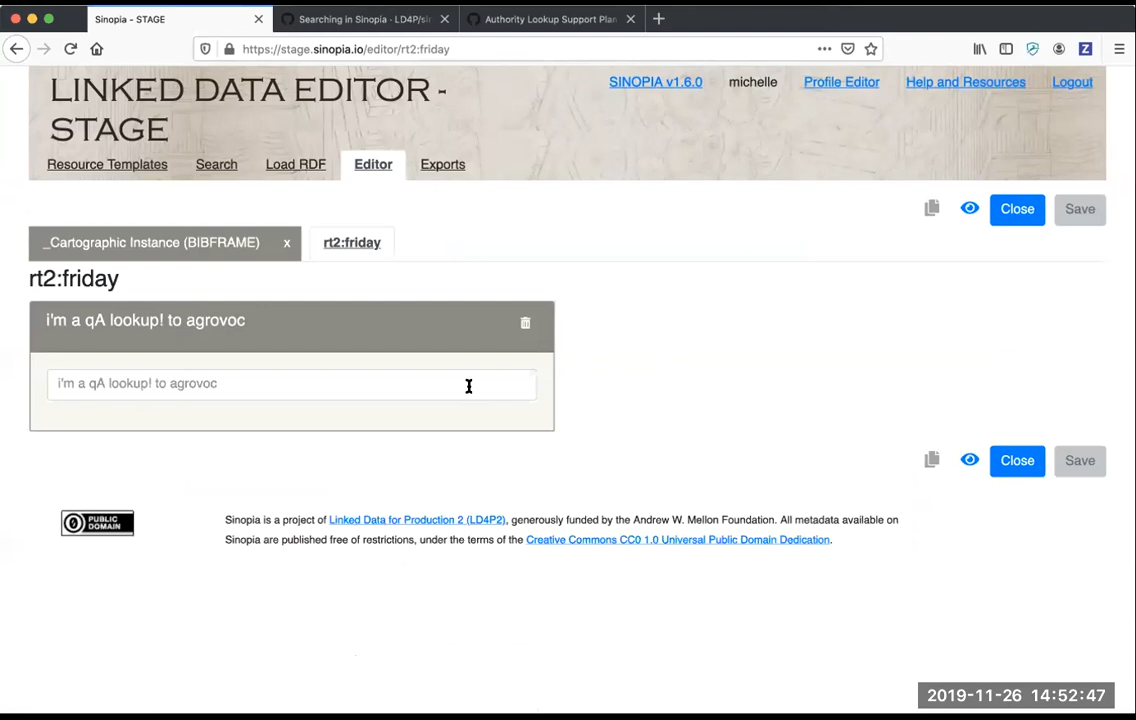 Sinopia - STAGE
Searching in Sinopia · LD4P/si
Authority Lookup Support Plan
https://stage.sinopia.io/editor/rt2:friday
LINKED DATA EDITOR -
STAGE
SINOPIA v1.6.0
michelle
Profile Editor
Help and Resources
Logout
Resource Templates
Search
Load RDF
Editor
Exports
Close
Save
_Cartographic Instance (BIBFRAME)
x
rt2:friday
rt2:friday
i'm a qA lookup! to agrovoc
i'm a qA lookup! to agrovoc
Close
Save
PUBLIC
DOMAIN
Sinopia is a project of Linked Data for Production 2 (LD4P2), generously funded by the Andrew W. Mellon Foundation. All metadata available on
Sinopia are published free of restrictions, under the terms of the Creative Commons CC0 1.0 Universal Public Domain Dedication.
2019-11-26 14:52:47